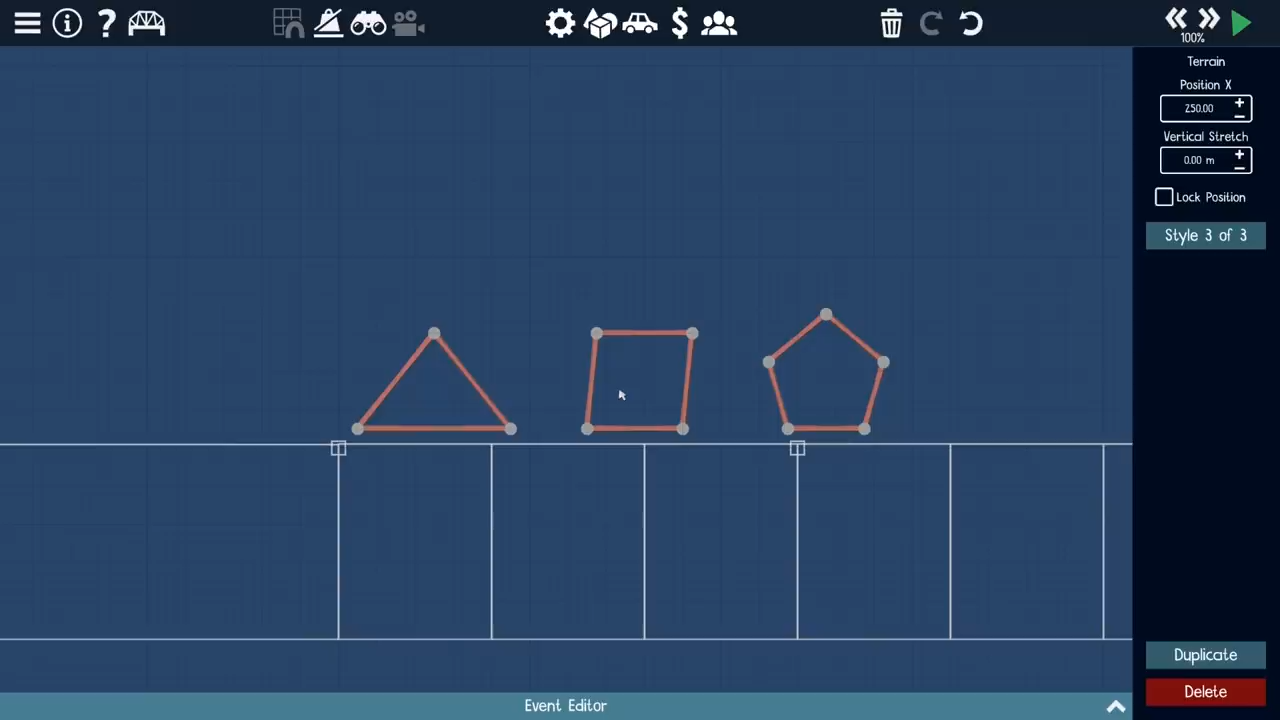 ?
$
100%
Terrain
Position X
250.00
Vertical Stretch
0.00 m
Lock Position
Style 3 of 3
Duplicate
Delete
Event Editor